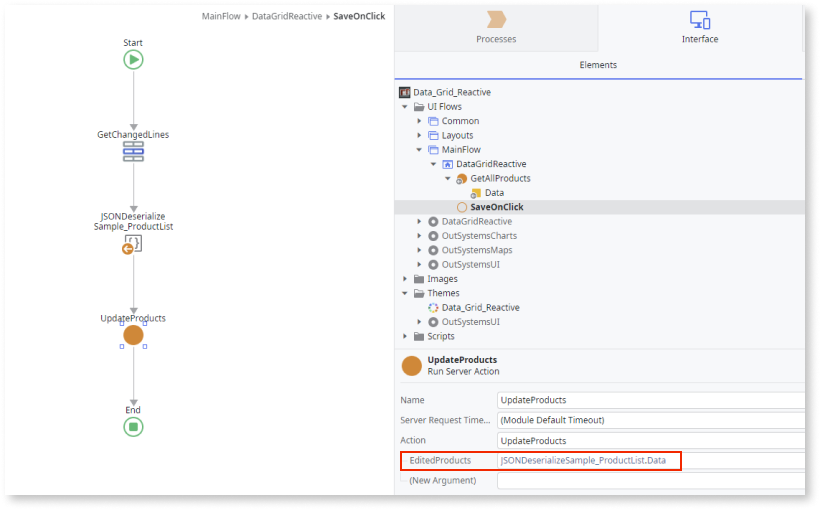 MainFlow ▸ DataGridReactive ▸ SaveOnClick
Start
GetChangedLines
JSONDeserialize
Sample_ProductList
UpdateProducts
End
Processes
Interface
Elements
Data_Grid_Reactive
UI Flows
Common
Layouts
MainFlow
DataGridReactive
GetAllProducts
Data
SaveOnClick
DataGridReactive
OutSystemsCharts
OutSystemsMaps
OutSystemsUI
Images
Themes
Data_Grid_Reactive
OutSystemsUI
Scripts
UpdateProducts
Run Server Action
Name UpdateProducts
Server Request Time... (Module Default Timeout)
Action UpdateProducts
EditedProducts JSONDeserializeSample_ProductList.Data
(New Argument)